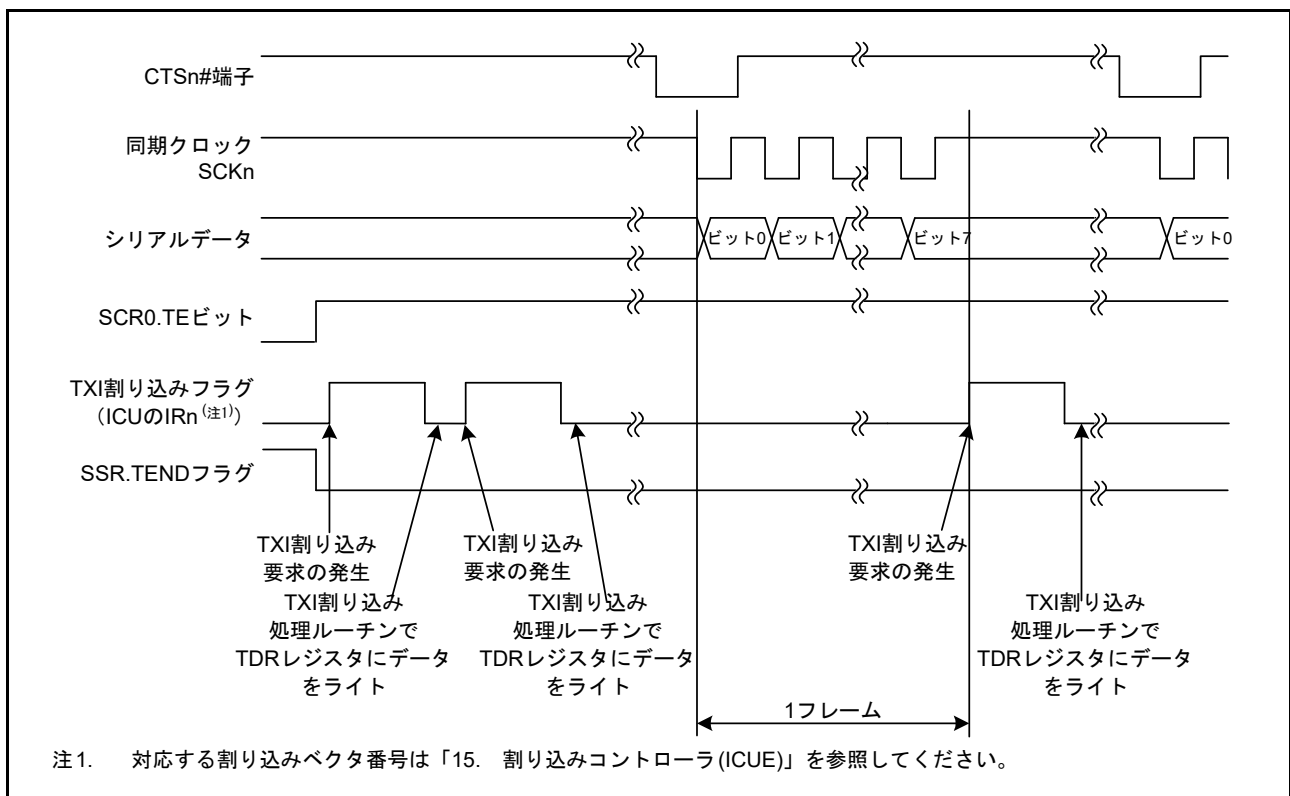 CTSn#端子
同期クロック
SCKn
シリアルデータ
ビット0
ビット1
ビット7
ビット0
SCR0.TEビット
TXI割り込みフラグ
（ICUのIRn（注1））
SSR.TENDフラグ
TXI割り込み
要求の発生
TXI割り込み
処理ルーチンで
TDRレジスタにデータ
をライト
TXI割り込み
要求の発生
TXI割り込み
処理ルーチンで
TDRレジスタにデータ
をライト
TXI割り込み
要求の発生
TXI割り込み
処理ルーチンで
TDRレジスタにデータ
をライト
1フレーム
注1. 対応する割り込みベクタ番号は「15. 割り込みコントローラ(ICUE)」を参照してください。